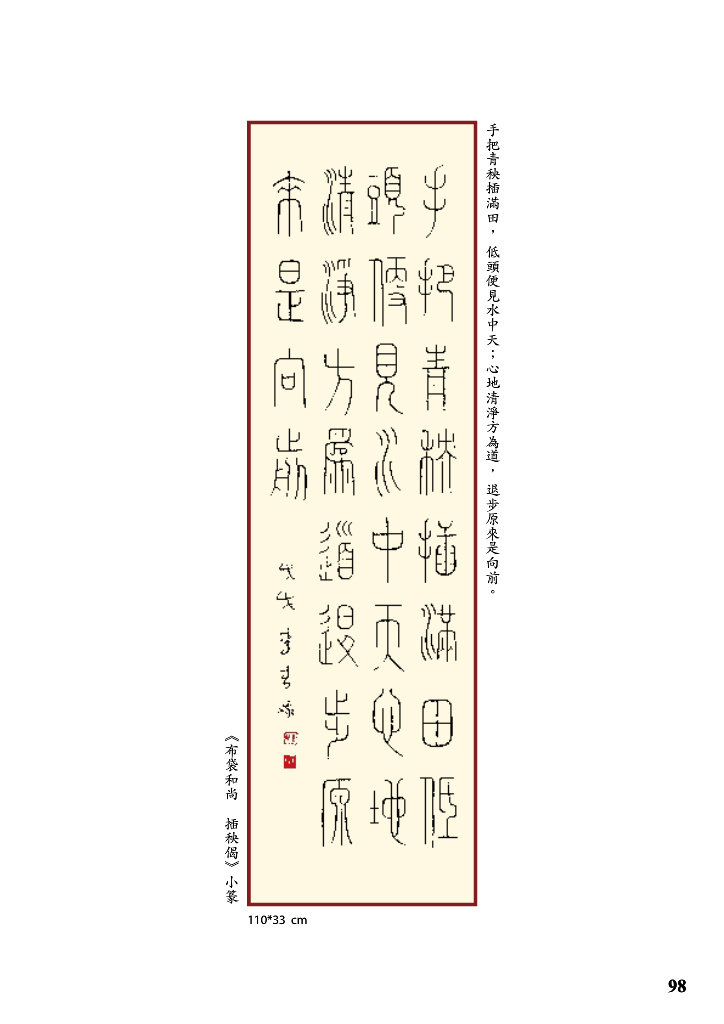 手把青秧插滿田，低頭便見水中天；心地清淨方為道，退步原來是向前。
手把青秧插滿田低
頭便見水中天心地
清淨方為道退步原
來是向前
戊戌李春
《布袋和尚 插秧偈》小篆
110*33 cm
98